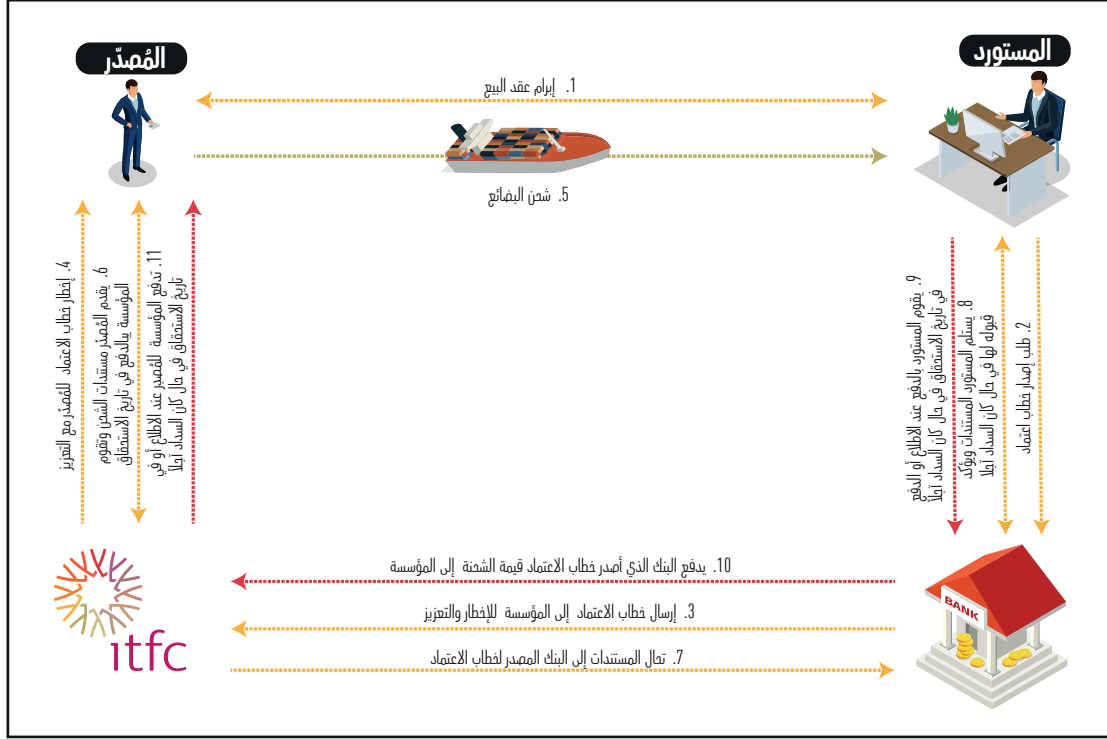 المستورد
المُصدّر
1. إبرام عقد البيع
5. شحن البضائع
2. طلب إصدار خطاب اعتماد
8. يستلم المستورد المستندات ويؤكد
قبوله لها في حال كان السداد آجلا
9. يقوم المستورد بالدفع عند الاطلاع أو الدفع
في تاريخ الاستحقاق في حال كان السداد آجلاً
11. تدفع المؤسسة للمُصدِر عند الاطلاع أو في
تاريخ الاستحقاق في حال كان السداد آجلاً
6. يقدم المُصدّر مستندات الشحن وتقوم
المؤسسة بيالدفع في تاريخ الاستحقاق
4. إخطار خطاب الاعتماد للمُصدّر مع التعزيز
BANK
10. يدفع البنك الذي أصدر خطاب الاعتماد قيمة الشحنة إلى المؤسسة
3. إرسال خطاب الاعتماد إلى المؤسسة للإخطار والتعزيز
7. تحال المستندات إلى البنك المصدر لخطاب الاعتماد
itfc